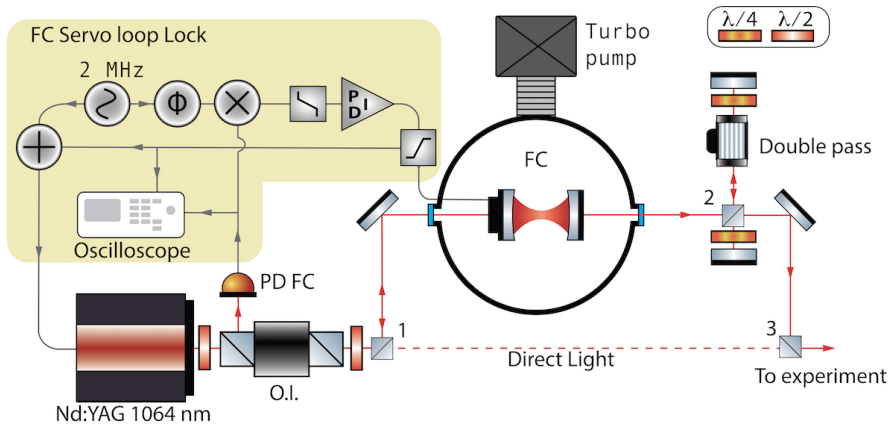 FC Servo loop Lock
2 MHz
Φ
P I
D
Oscilloscope
PD FC
Nd:YAG 1064 nm
O.I.
1
Direct Light
Turbo
pump
FC
λ/4 λ/2
Double pass
2
3
To experiment